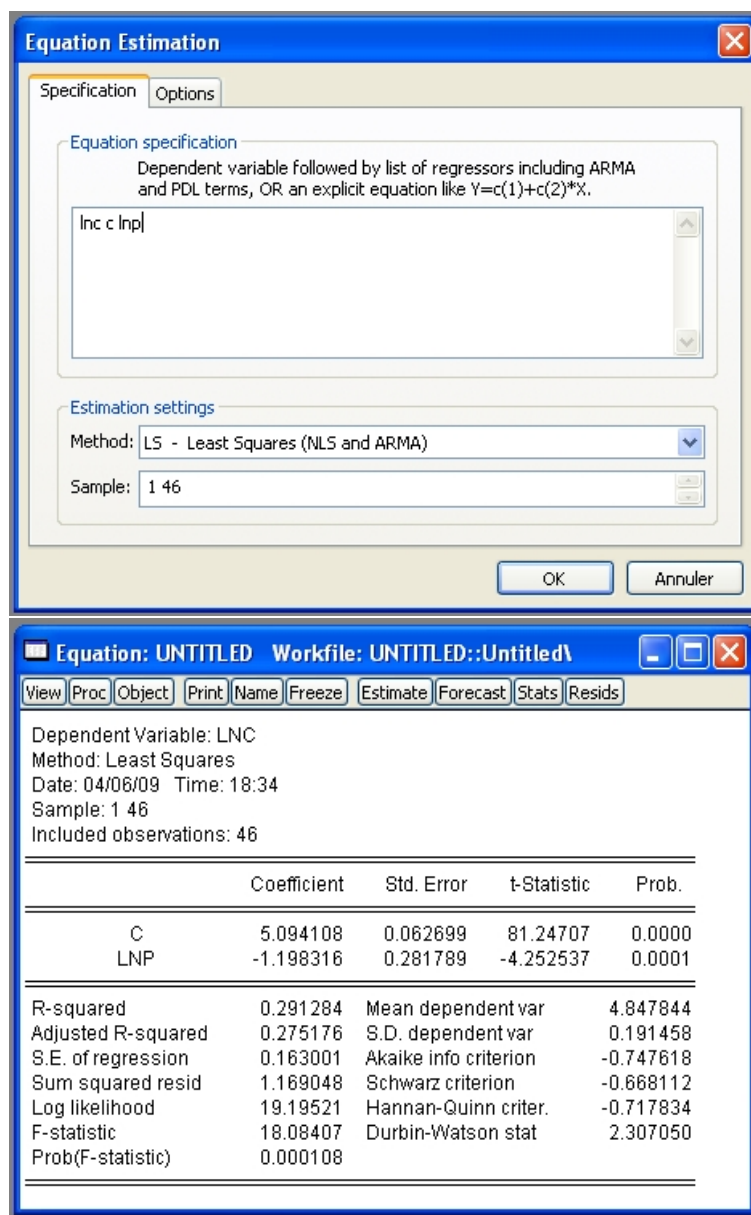 Equation Estimation
Specification Options
Equation specification
Dependent variable followed by list of regressors including ARMA
and PDL terms, OR an explicit equation like Y=c(1)+c(2)*X.
lnc c lnp
Estimation settings
Method: LS - Least Squares (NLS and ARMA)
Sample: 1 46
OK Annuler
Equation: UNTITLED Workfile: UNTITLED::Untitled\
View Proc Object Print Name Freeze Estimate Forecast Stats Resids
Dependent Variable: LNC
Method: Least Squares
Date: 04/06/09 Time: 18:34
Sample: 1 46
Included observations: 46
Coefficient Std. Error t-Statistic Prob.
C 5.094108 0.062699 81.24707 0.0000
LNP -1.198316 0.281789 -4.252537 0.0001
R-squared 0.291284 Mean dependent var 4.847844
Adjusted R-squared 0.275176 S.D. dependent var 0.191458
S.E. of regression 0.163001 Akaike info criterion -0.747618
Sum squared resid 1.169048 Schwarz criterion -0.668112
Log likelihood 19.19521 Hannan-Quinn criter. -0.717834
F-statistic 18.08407 Durbin-Watson stat 2.307050
Prob(F-statistic) 0.000108